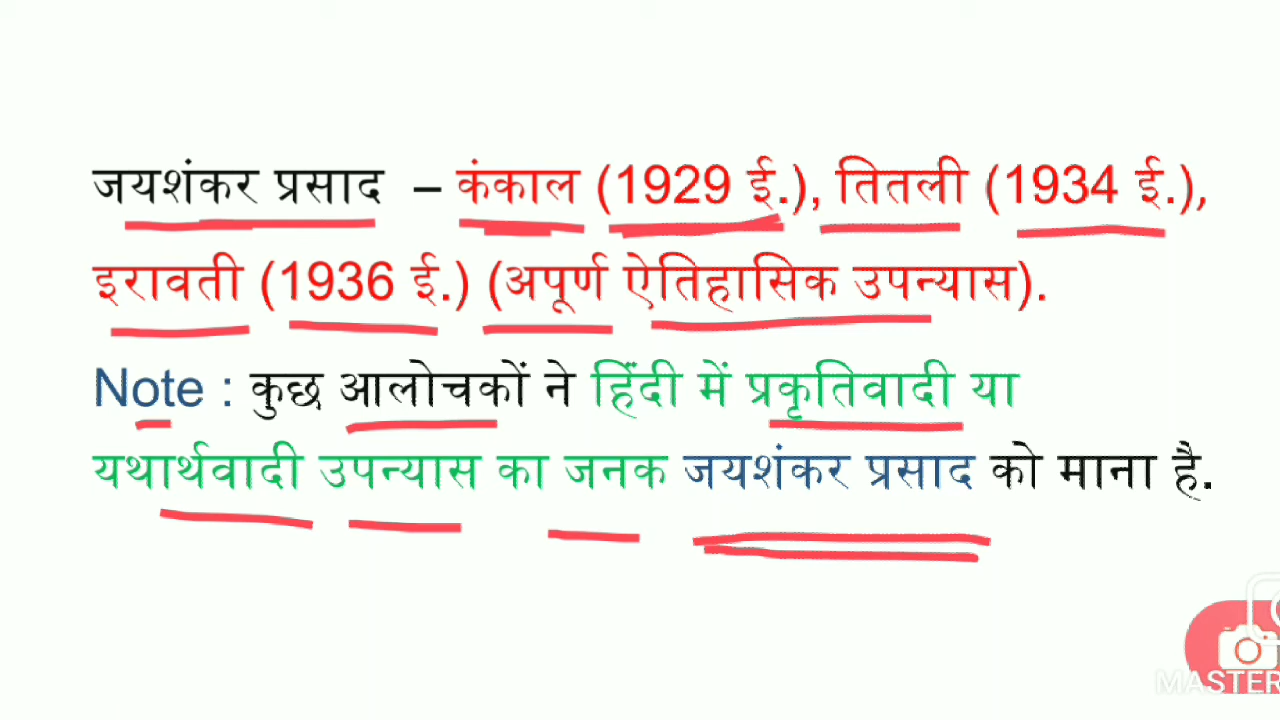 जयशंकर प्रसाद – कंकाल (1929 ई.), तितली (1934 ई.),
इरावती (1936 ई.) (अपूर्ण ऐतिहासिक उपन्यास).
Note : कुछ आलोचकों ने हिंदी में प्रकृतिवादी या
यथार्थवादी उपन्यास का जनक जयशंकर प्रसाद को माना है.
MASTER